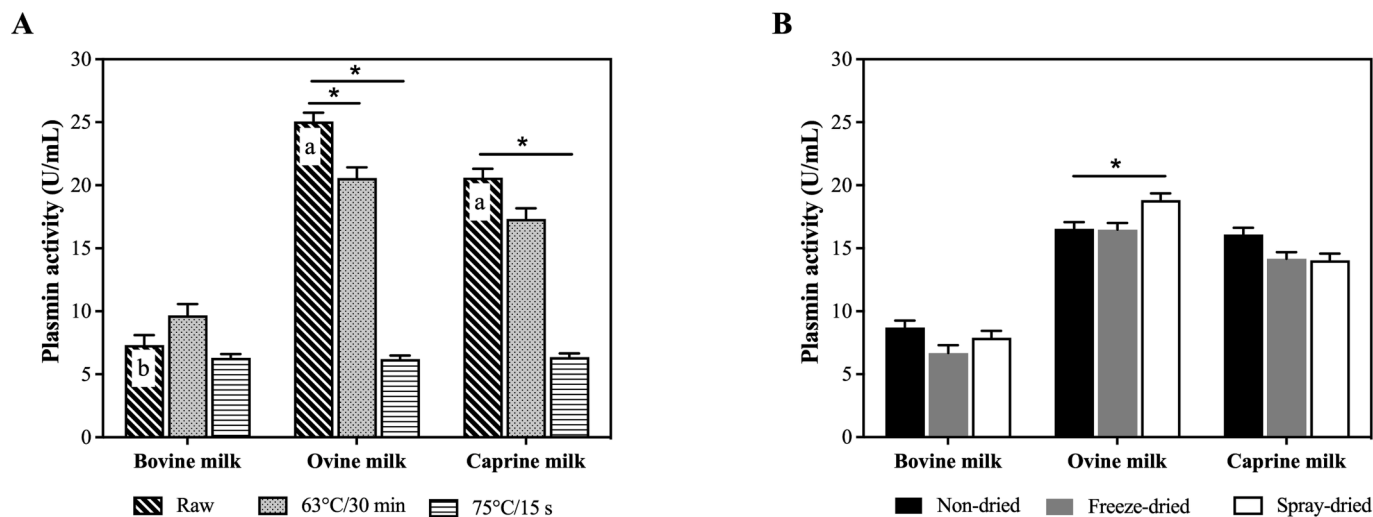 A
Plasmin activity (U/mL)
30
25
20
15
10
5
0
*
*
*
a
a
b
Bovine milk Ovine milk Caprine milk
Raw 63°C/30 min 75°C/15 s
B
Plasmin activity (U/mL)
30
25
20
15
10
5
0
*
Bovine milk Ovine milk Caprine milk
Non-dried Freeze-dried Spray-dried